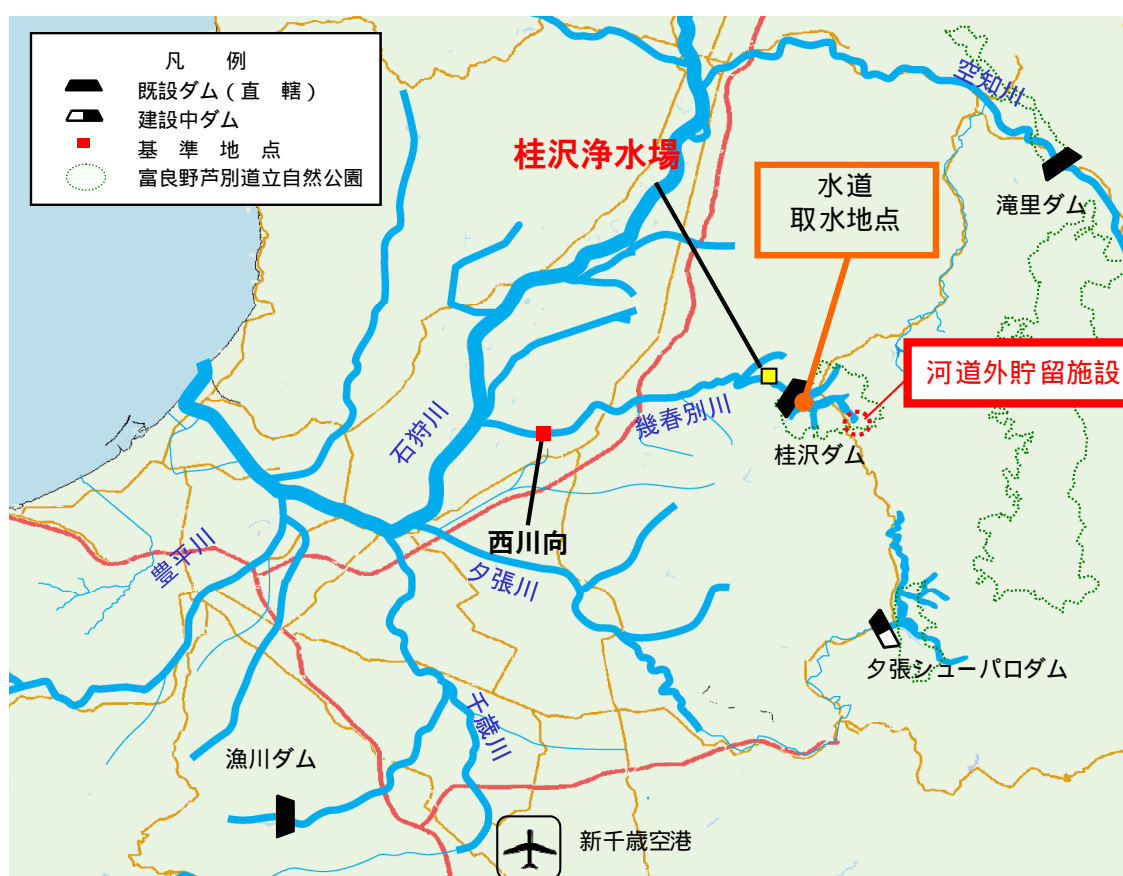 凡　例
既設ダム（直　轄）
建設中ダム
基 準 地 点
富良野芦別道立自然公園
空知川
桂沢浄水場
水道
取水地点
滝里ダム
河道外貯留施設
幾春別川
石狩川
桂沢ダム
西川向
夕張川
豊平川
夕張シューパロダム
千歳川
漁川ダム
新千歳空港